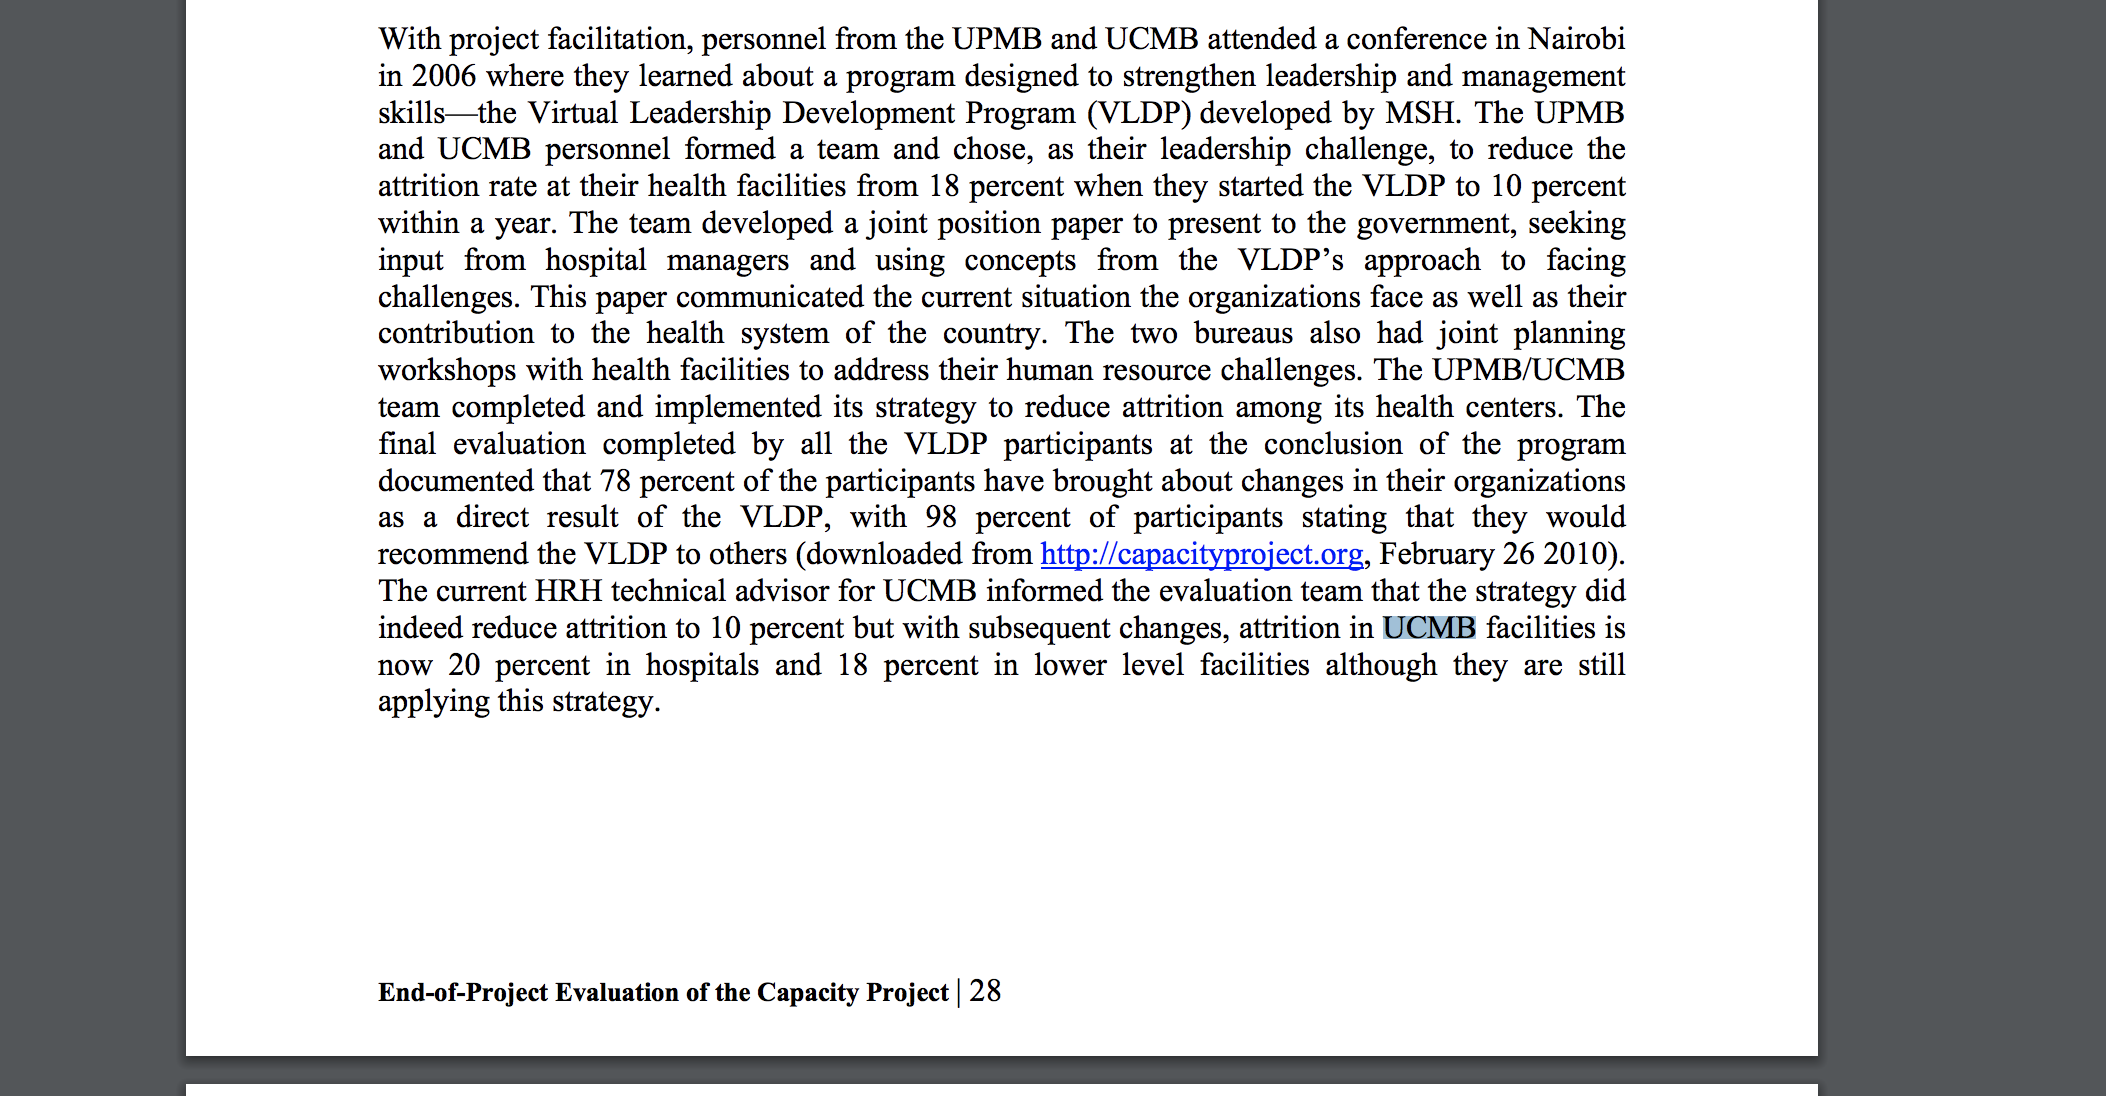 With project facilitation, personnel from the UPMB and UCMB attended a conference in Nairobi
in 2006 where they learned about a program designed to strengthen leadership and management
skills—the Virtual Leadership Development Program (VLDP) developed by MSH. The UPMB
and UCMB personnel formed a team and chose, as their leadership challenge, to reduce the
attrition rate at their health facilities from 18 percent when they started the VLDP to 10 percent
within a year. The team developed a joint position paper to present to the government, seeking
input from hospital managers and using concepts from the VLDP’s approach to facing
challenges. This paper communicated the current situation the organizations face as well as their
contribution to the health system of the country. The two bureaus also had joint planning
workshops with health facilities to address their human resource challenges. The UPMB/UCMB
team completed and implemented its strategy to reduce attrition among its health centers. The
final evaluation completed by all the VLDP participants at the conclusion of the program
documented that 78 percent of the participants have brought about changes in their organizations
as a direct result of the VLDP, with 98 percent of participants stating that they would
recommend the VLDP to others (downloaded from http://capacityproject.org, February 26 2010).
The current HRH technical advisor for UCMB informed the evaluation team that the strategy did
indeed reduce attrition to 10 percent but with subsequent changes, attrition in UCMB facilities is
now 20 percent in hospitals and 18 percent in lower level facilities although they are still
applying this strategy.
End-of-Project Evaluation of the Capacity Project | 28